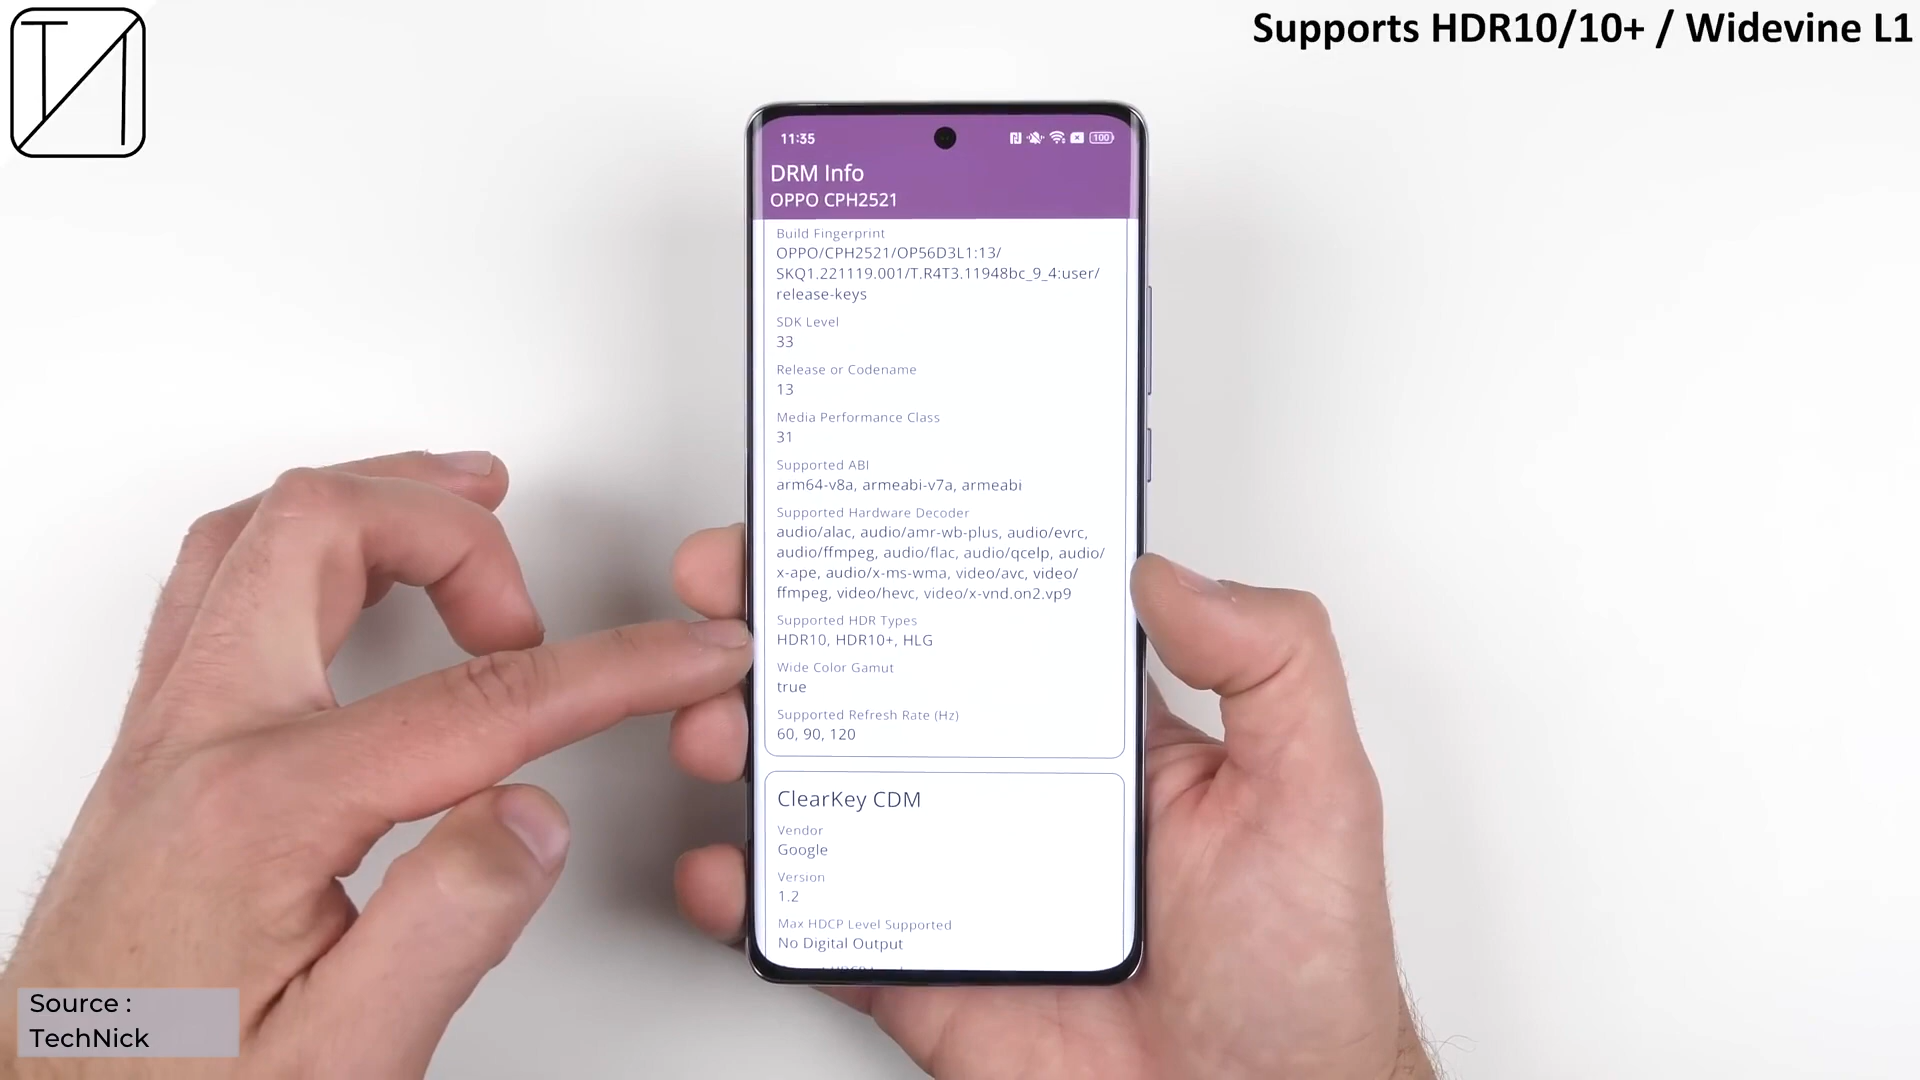 Supports HDR10/10+ / Widevine L1
11:35
100
DRM Info
OPPO CPH2521
Build Fingerprint
OPPO/CPH2521/OP56D3L1:13/
SKQ1.221119.001/T.R4T3.11948bc_9_4:user/
release-keys
SDK Level
33
Release or Codename
13
Media Performance Class
31
Supported ABI
arm64-v8a, armeabi-v7a, armeabi
Supported Hardware Decoder
audio/alac, audio/amr-wb-plus, audio/evrc,
audio/ffmpeg, audio/flac, audio/qcelp, audio/
x-ape, audio/x-ms-wma, video/avc, video/
ffmpeg, video/hevc, video/x-vnd.on2.vp9
Supported HDR Types
HDR10, HDR10+, HLG
Wide Color Gamut
true
Supported Refresh Rate (Hz)
60, 90, 120
ClearKey CDM
Vendor
Google
Version
1.2
Max HDCP Level Supported
No Digital Output
Source :
TechNick